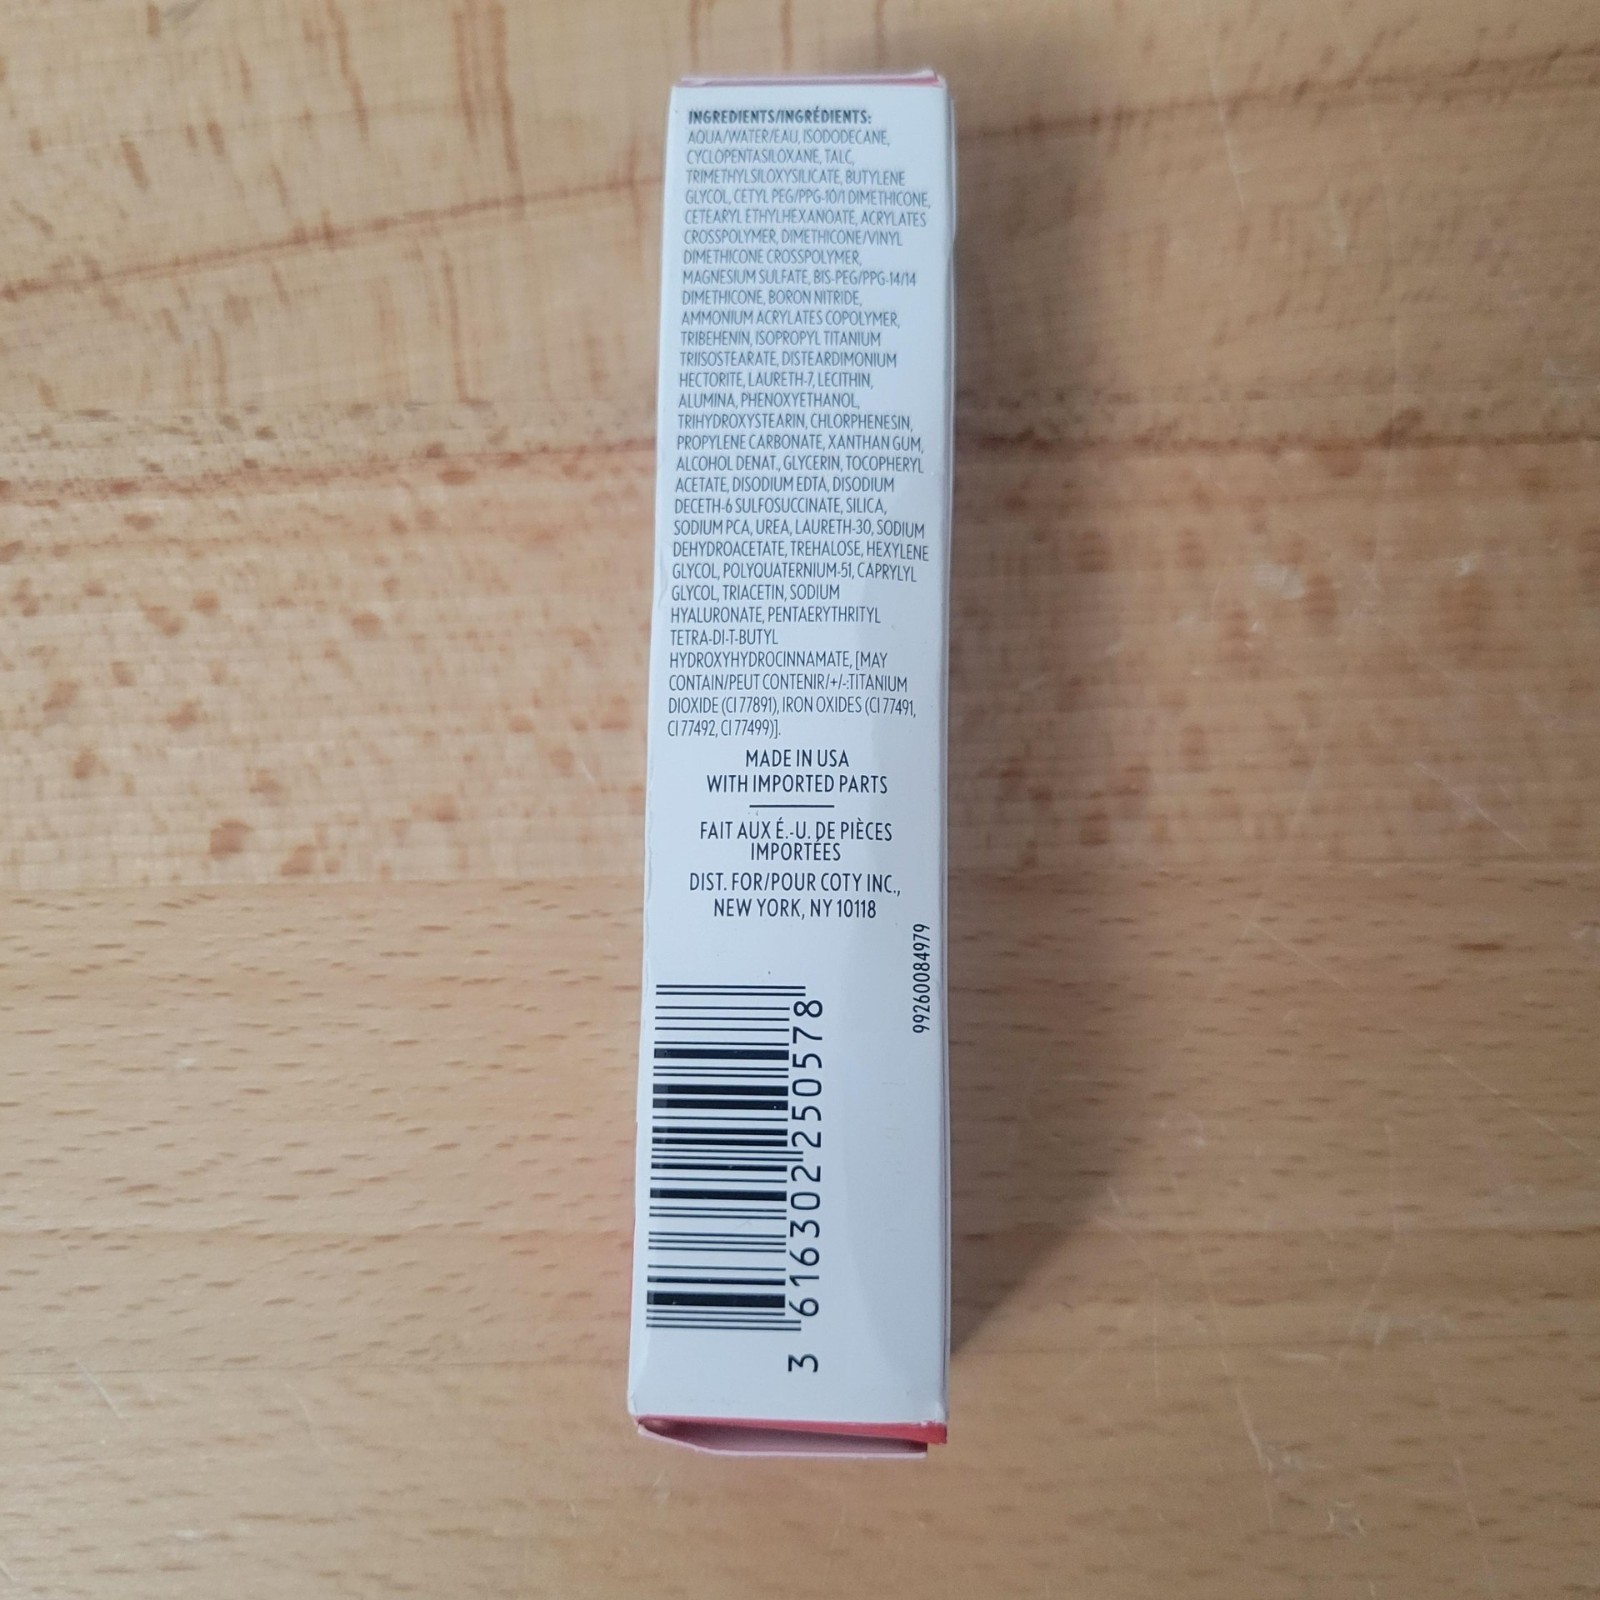 INGREDIENTS/INGRÉDIENTS:
AQUA/WATER/EAU, ISODODECANE,
CYCLOPENTASILOXANE, TALC,
TRIMETHYLSILOXYSILICATE, BUTYLENE
GLYCOL, CETYL PEG/PPG-10/1 DIMETHICONE,
CETEARYL ETHYLHEXANOATE, ACRYLATES
CROSSPOLYMER, DIMETHICONE/VINYL
DIMETHICONE CROSSPOLYMER,
MAGNESIUM SULFATE, BIS-PEG/PPG-14/14
DIMETHICONE, BORON NITRIDE,
AMMONIUM ACRYLATES COPOLYMER,
TRIBEHENIN, ISOPROPYL TITANIUM
TRIISOSTEARATE, DISTEARDIMONIUM
HECTORITE, LAURETH-7, LECITHIN,
ALUMINA, PHENOXYETHANOL,
TRIHYDROXYSTEARIN, CHLORPHENESIN,
PROPYLENE CARBONATE, XANTHAN GUM,
ALCOHOL DENAT., GLYCERIN, TOCOPHERYL
ACETATE, DISODIUM EDTA, DISODIUM
DECETH-6 SULFOSUCCINATE, SILICA,
SODIUM PCA, UREA, LAURETH-30, SODIUM
DEHYDROACETATE, TREHALOSE, HEXYLENE
GLYCOL, POLYQUATERNIUM-51, CAPRYLYL
GLYCOL, TRIACETIN, SODIUM
HYALURONATE, PENTAERYTHRITYL
TETRA-DI-T-BUTYL
HYDROXYHYDROCINNAMATE, [MAY
CONTAIN/PEUT CONTENIR/+/-:TITANIUM
DIOXIDE (CI 77891), IRON OXIDES (CI 77491,
CI 77492, CI 77499)].
MADE IN USA
WITH IMPORTED PARTS
FAIT AUX É.-U. DE PIÈCES
IMPORTÉES
DIST. FOR/POUR COTY INC.,
NEW YORK, NY 10118
99260084979
3 616302 250578